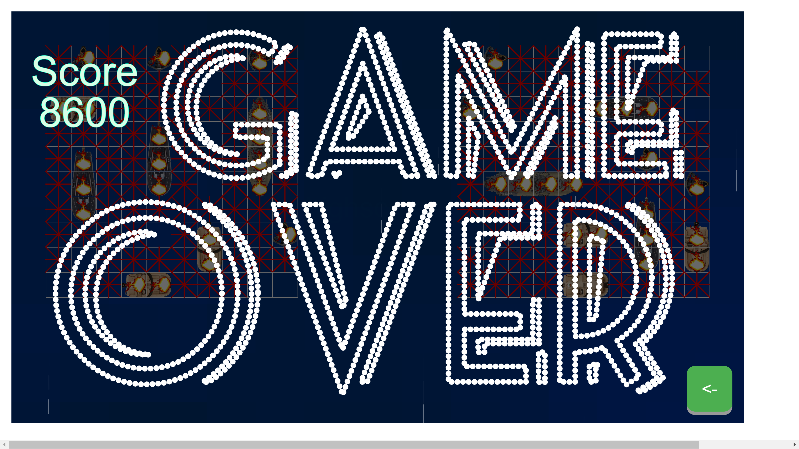 Score
8600
GAME
OVER
<-